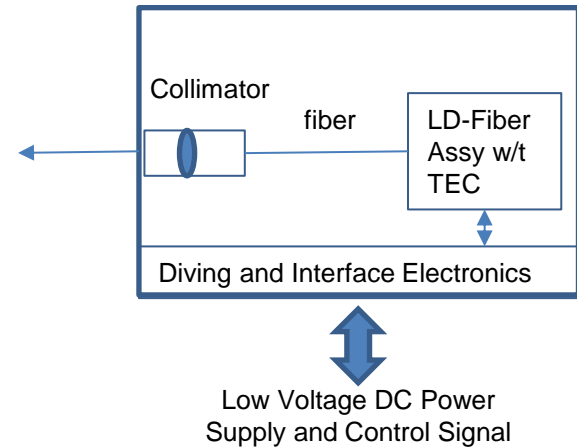 Collimator
fiber
LD-Fiber
Assy w/t
TEC
Diving and Interface Electronics
Low Voltage DC Power
Supply and Control Signal